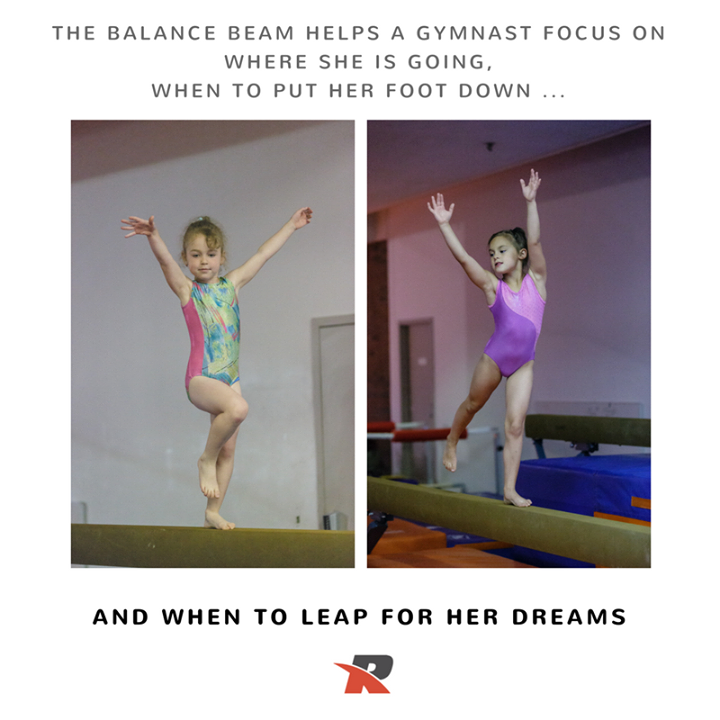 THE BALANCE BEAM HELPS A GYMNAST FOCUS ON
WHERE SHE IS GOING,
WHEN TO PUT HER FOOT DOWN ...
AND WHEN TO LEAP FOR HER DREAMS
R